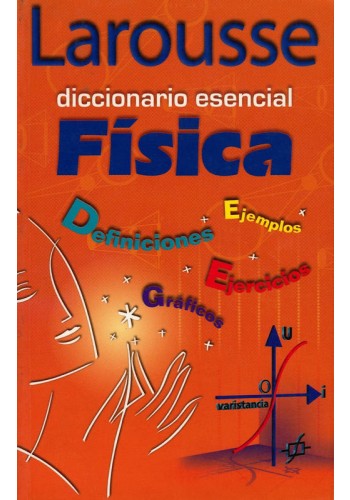 Larousse
diccionario esencial
Física
Definiciones
Ejemplos
Ejercicios
Gráficos
U
O
i
varistancia